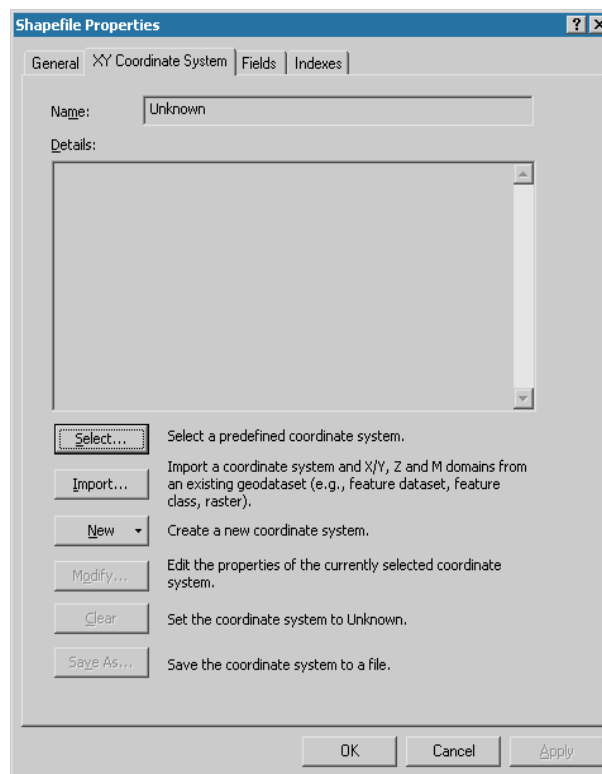 Shapefile Properties
General XY Coordinate System Fields Indexes
Name: Unknown
Details:
Select... Select a predefined coordinate system.
Import... Import a coordinate system and X/Y, Z and M domains from
an existing geodataset (e.g., feature dataset, feature
class, raster).
New Create a new coordinate system.
Modify... Edit the properties of the currently selected coordinate
system.
Clear Set the coordinate system to Unknown.
Save As... Save the coordinate system to a file.
OK Cancel Apply